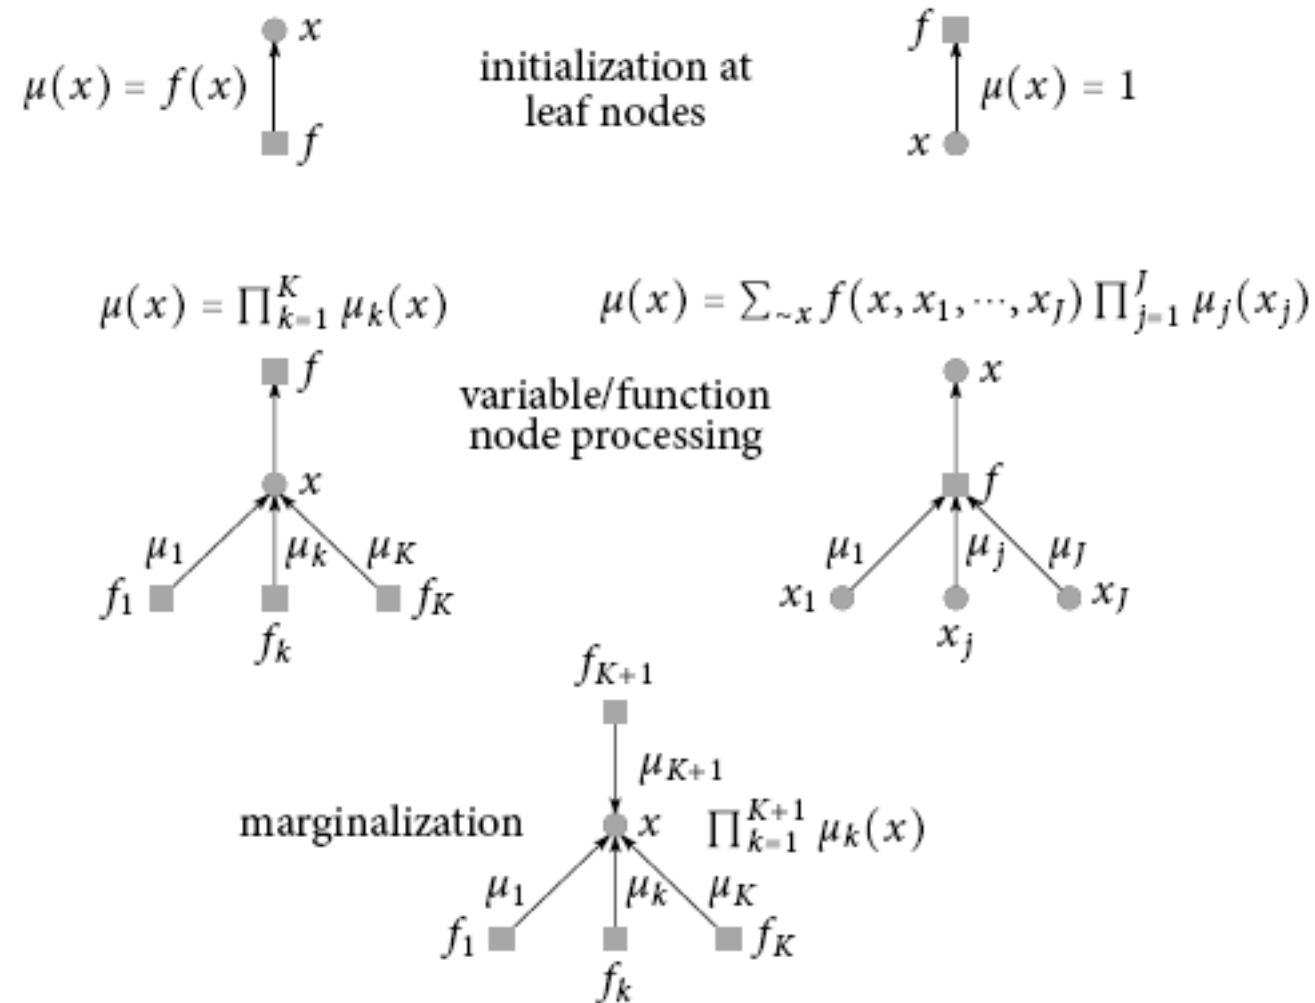 x
f
μ(x) = f(x)
initialization at
leaf nodes
μ(x) = 1
f
x
μ(x) = ∏_{k=1}^{K} μ_k(x)
μ(x) = ∑_{~x} f(x, x_1, ⋯, x_J) ∏_{j=1}^{J} μ_j(x_j)
f
x
variable/function
node processing
x
f
μ_1
μ_k
μ_K
μ_1
μ_j
μ_J
f_1
f_K
x_1
x_J
f_k
x_j
f_{K+1}
μ_{K+1}
marginalization
x
∏_{k=1}^{K+1} μ_k(x)
μ_1
μ_k
μ_K
f_1
f_K
f_k